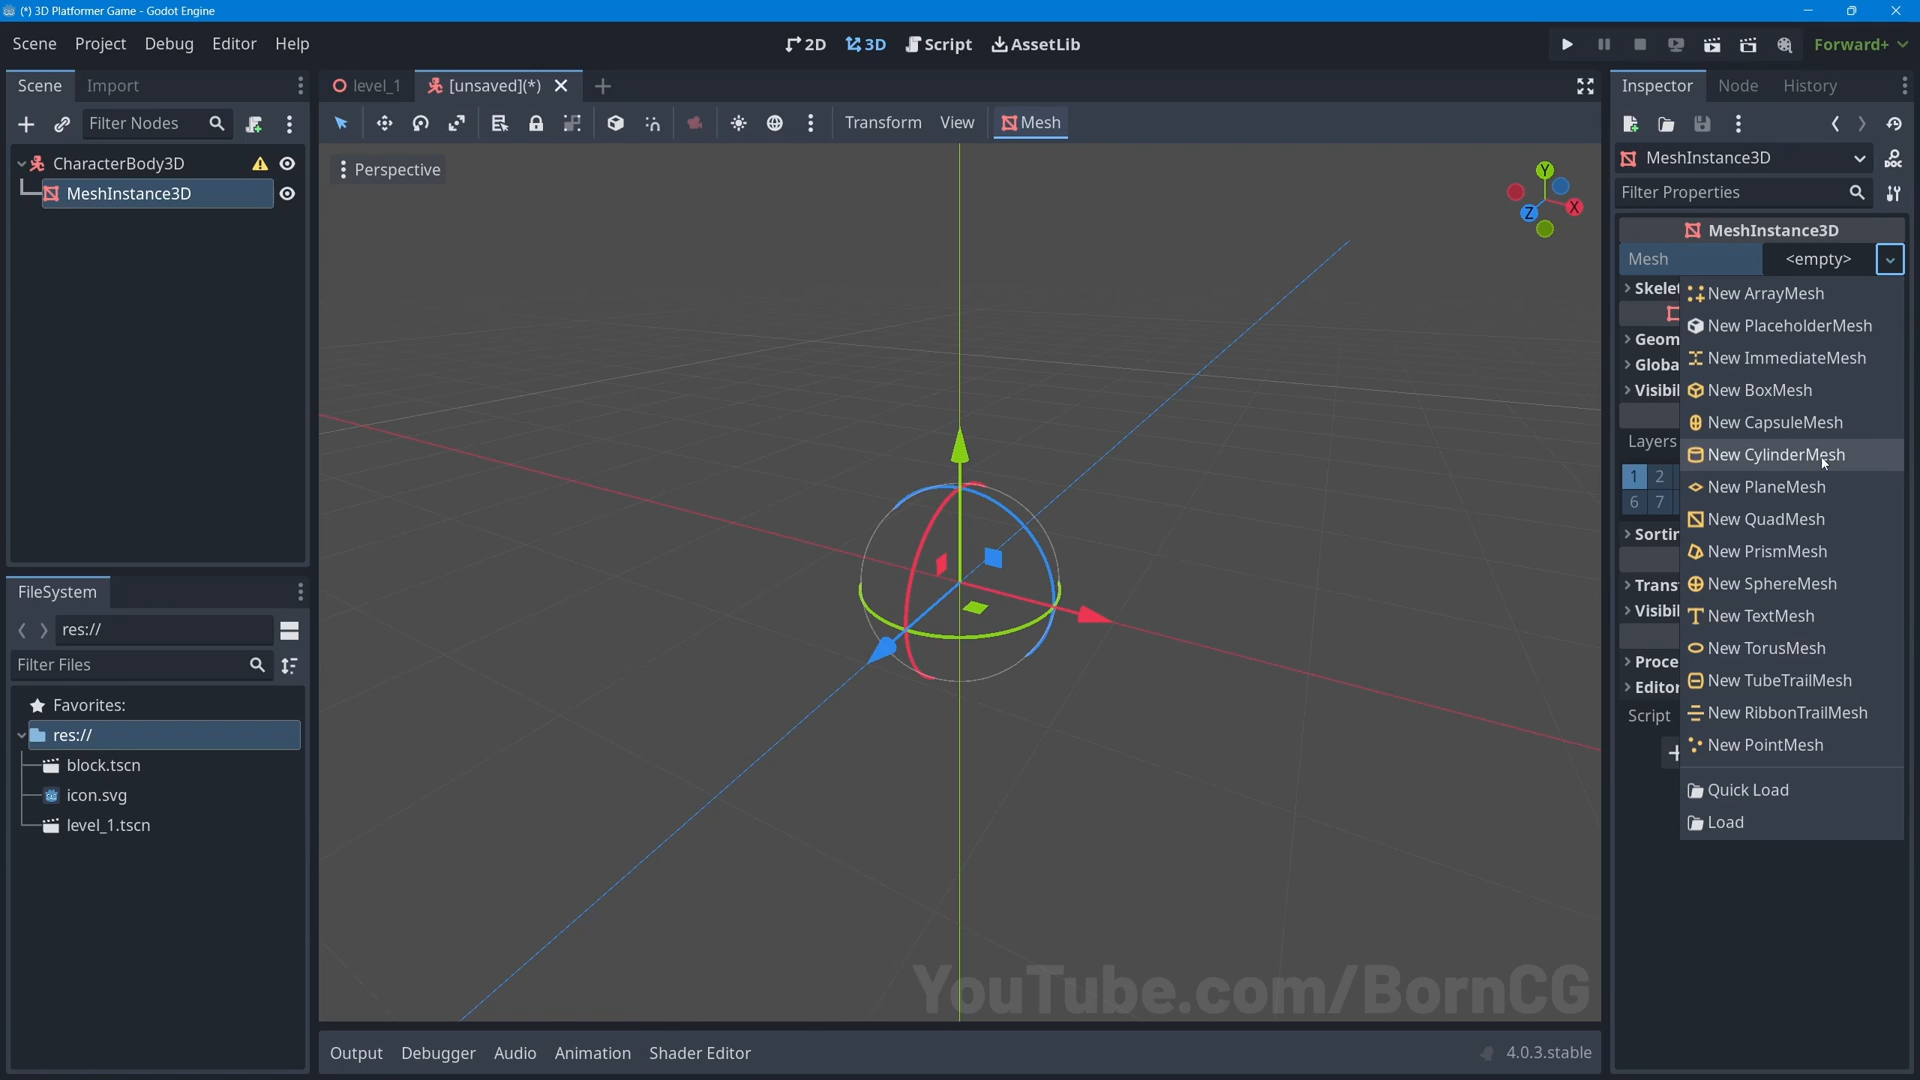 (*) 3D Platformer Game - Godot Engine
Scene Project Debug Editor Help
2D 3D Script AssetLib
Forward+
Scene Import
Filter Nodes
CharacterBody3D
MeshInstance3D
FileSystem
res://
Filter Files
Favorites:
res://
block.tscn
icon.svg
level_1.tscn
level_1 [unsaved](*)
Transform View Mesh
Perspective
Y
X
Z
YouTube.com/BornCG
Output Debugger Audio Animation Shader Editor
4.0.3.stable
Inspector Node History
MeshInstance3D
Filter Properties
MeshInstance3D
Mesh <empty>
Skelet
Geom
Globa
Visibil
Layers
1 2
6 7
Sortin
Trans
Visibil
Proce
Editor
Script
New ArrayMesh
New PlaceholderMesh
New ImmediateMesh
New BoxMesh
New CapsuleMesh
New CylinderMesh
New PlaneMesh
New QuadMesh
New PrismMesh
New SphereMesh
New TextMesh
New TorusMesh
New TubeTrailMesh
New RibbonTrailMesh
New PointMesh
Quick Load
Load